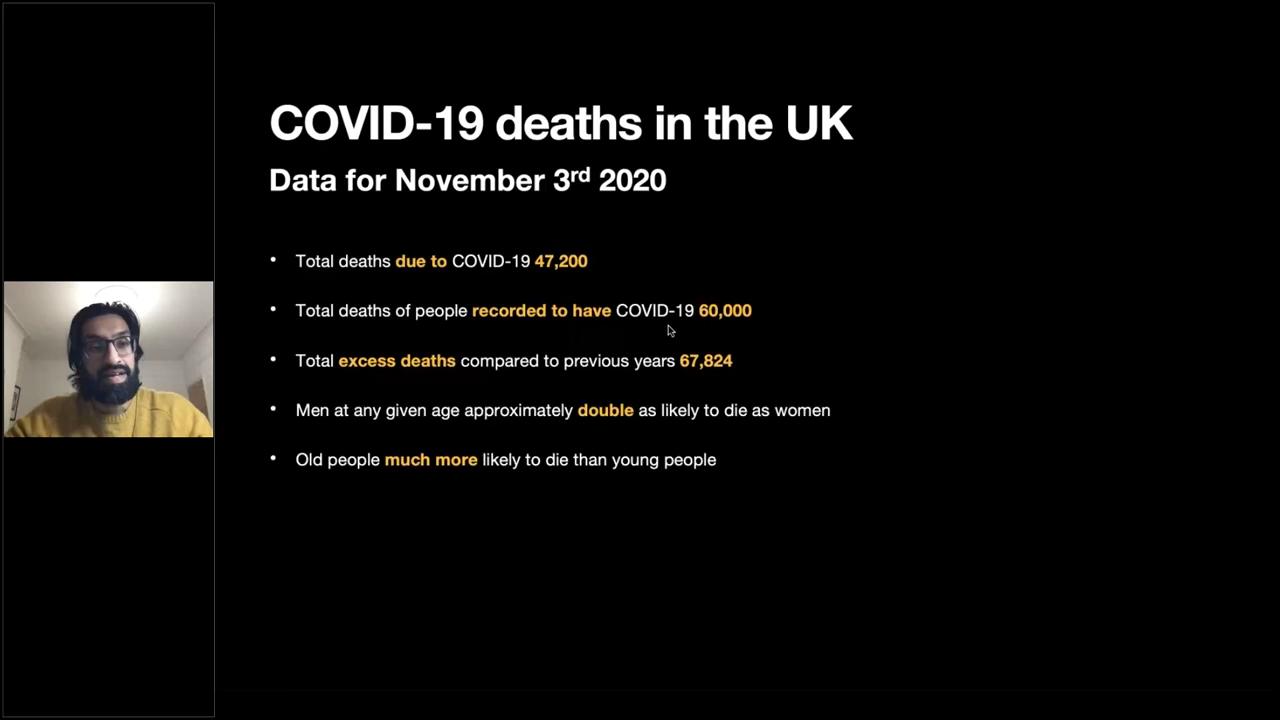 COVID-19 deaths in the UK
Data for November 3rd 2020
• Total deaths due to COVID-19 47,200
• Total deaths of people recorded to have COVID-19 60,000
• Total excess deaths compared to previous years 67,824
• Men at any given age approximately double as likely to die as women
• Old people much more likely to die than young people